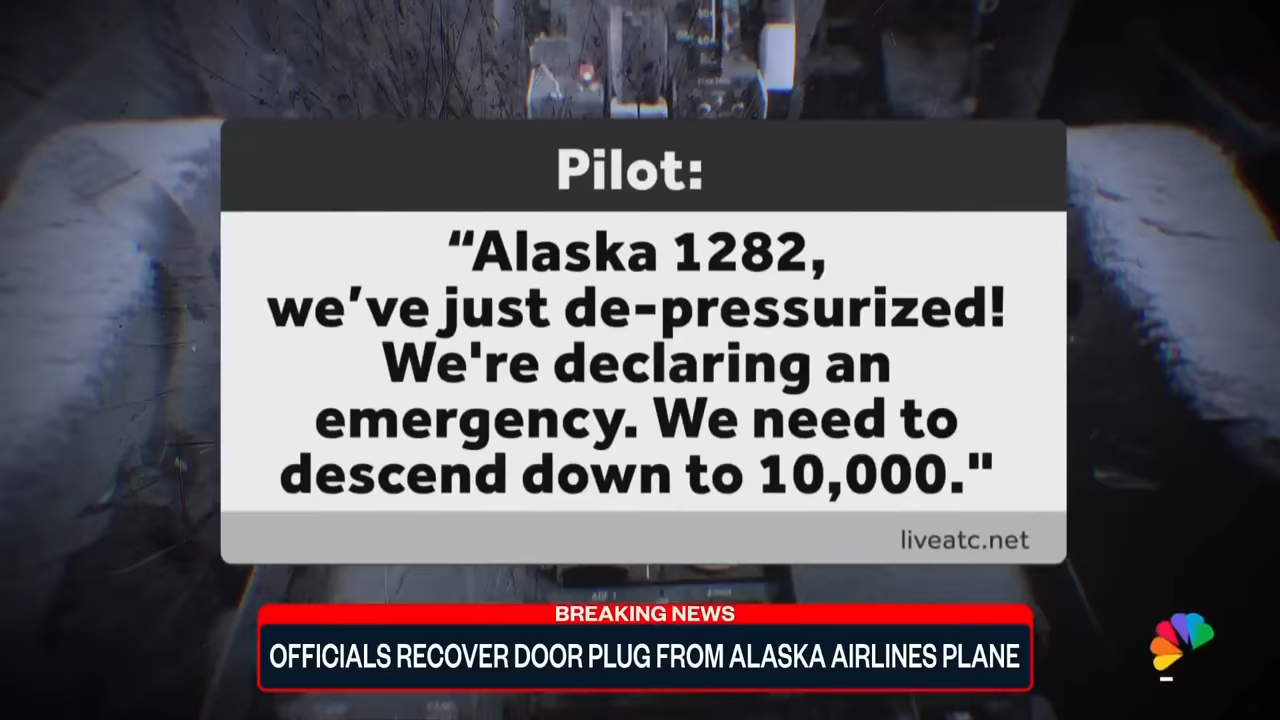 Pilot:
“Alaska 1282,
we’ve just de-pressurized!
We're declaring an
emergency. We need to
descend down to 10,000."
liveatc.net
BREAKING NEWS
OFFICIALS RECOVER DOOR PLUG FROM ALASKA AIRLINES PLANE